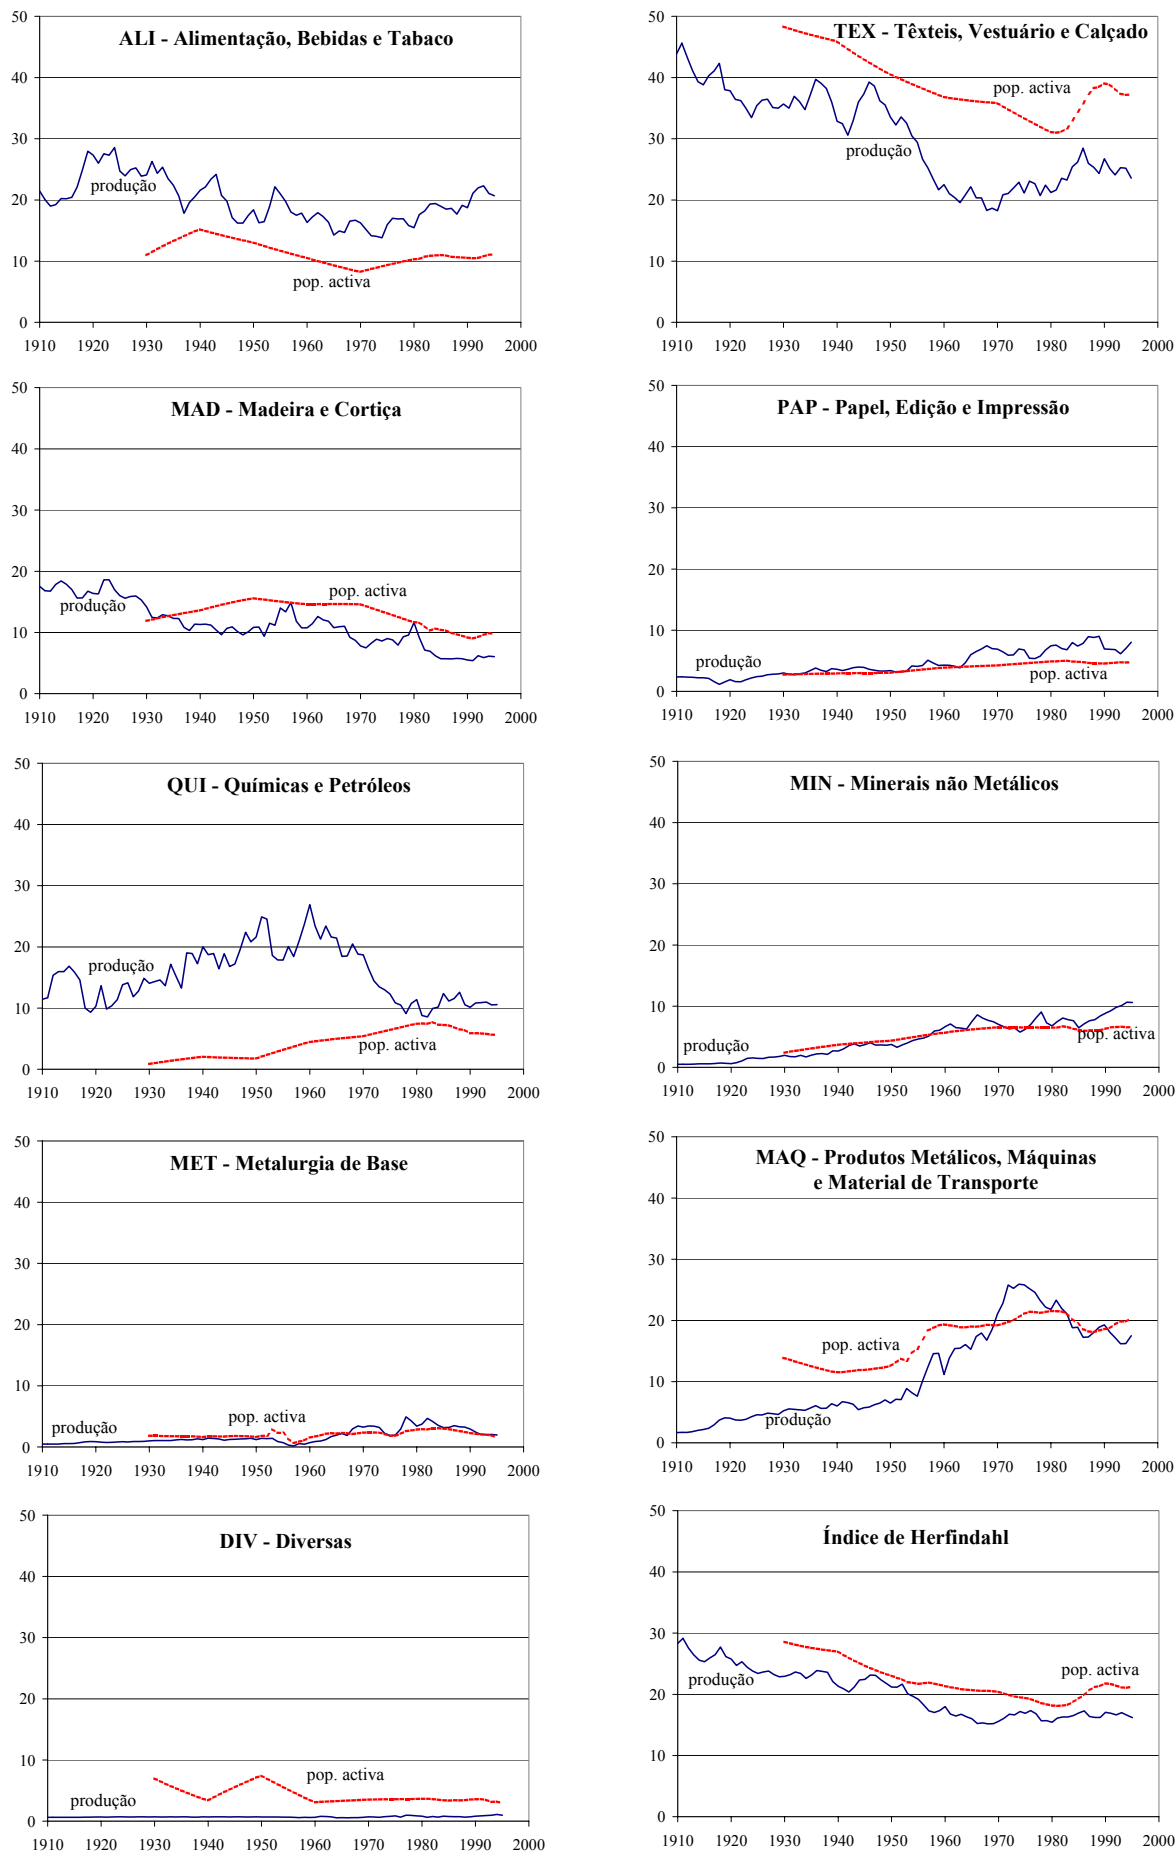 ALI - Alimentação, Bebidas e Tabaco
50
40
30
20
10
0
produção
pop. activa
1910 1920 1930 1940 1950 1960 1970 1980 1990 2000
TEX - Têxteis, Vestuário e Calçado
50
40
30
20
10
0
pop. activa
produção
1910 1920 1930 1940 1950 1960 1970 1980 1990 2000
MAD - Madeira e Cortiça
50
40
30
20
10
0
pop. activa
produção
1910 1920 1930 1940 1950 1960 1970 1980 1990 2000
PAP - Papel, Edição e Impressão
50
40
30
20
10
0
produção
pop. activa
1910 1920 1930 1940 1950 1960 1970 1980 1990 2000
QUI - Químicas e Petróleos
50
40
30
20
10
0
produção
pop. activa
1910 1920 1930 1940 1950 1960 1970 1980 1990 2000
MIN - Minerais não Metálicos
50
40
30
20
10
0
produção
pop. activa
1910 1920 1930 1940 1950 1960 1970 1980 1990 2000
MET - Metalurgia de Base
50
40
30
20
10
0
produção
pop. activa
1910 1920 1930 1940 1950 1960 1970 1980 1990 2000
MAQ - Produtos Metálicos, Máquinas
e Material de Transporte
50
40
30
20
10
0
pop. activa
produção
1910 1920 1930 1940 1950 1960 1970 1980 1990 2000
DIV - Diversas
50
40
30
20
10
0
pop. activa
produção
1910 1920 1930 1940 1950 1960 1970 1980 1990 2000
Índice de Herfindahl
50
40
30
20
10
0
produção
pop. activa
1910 1920 1930 1940 1950 1960 1970 1980 1990 2000